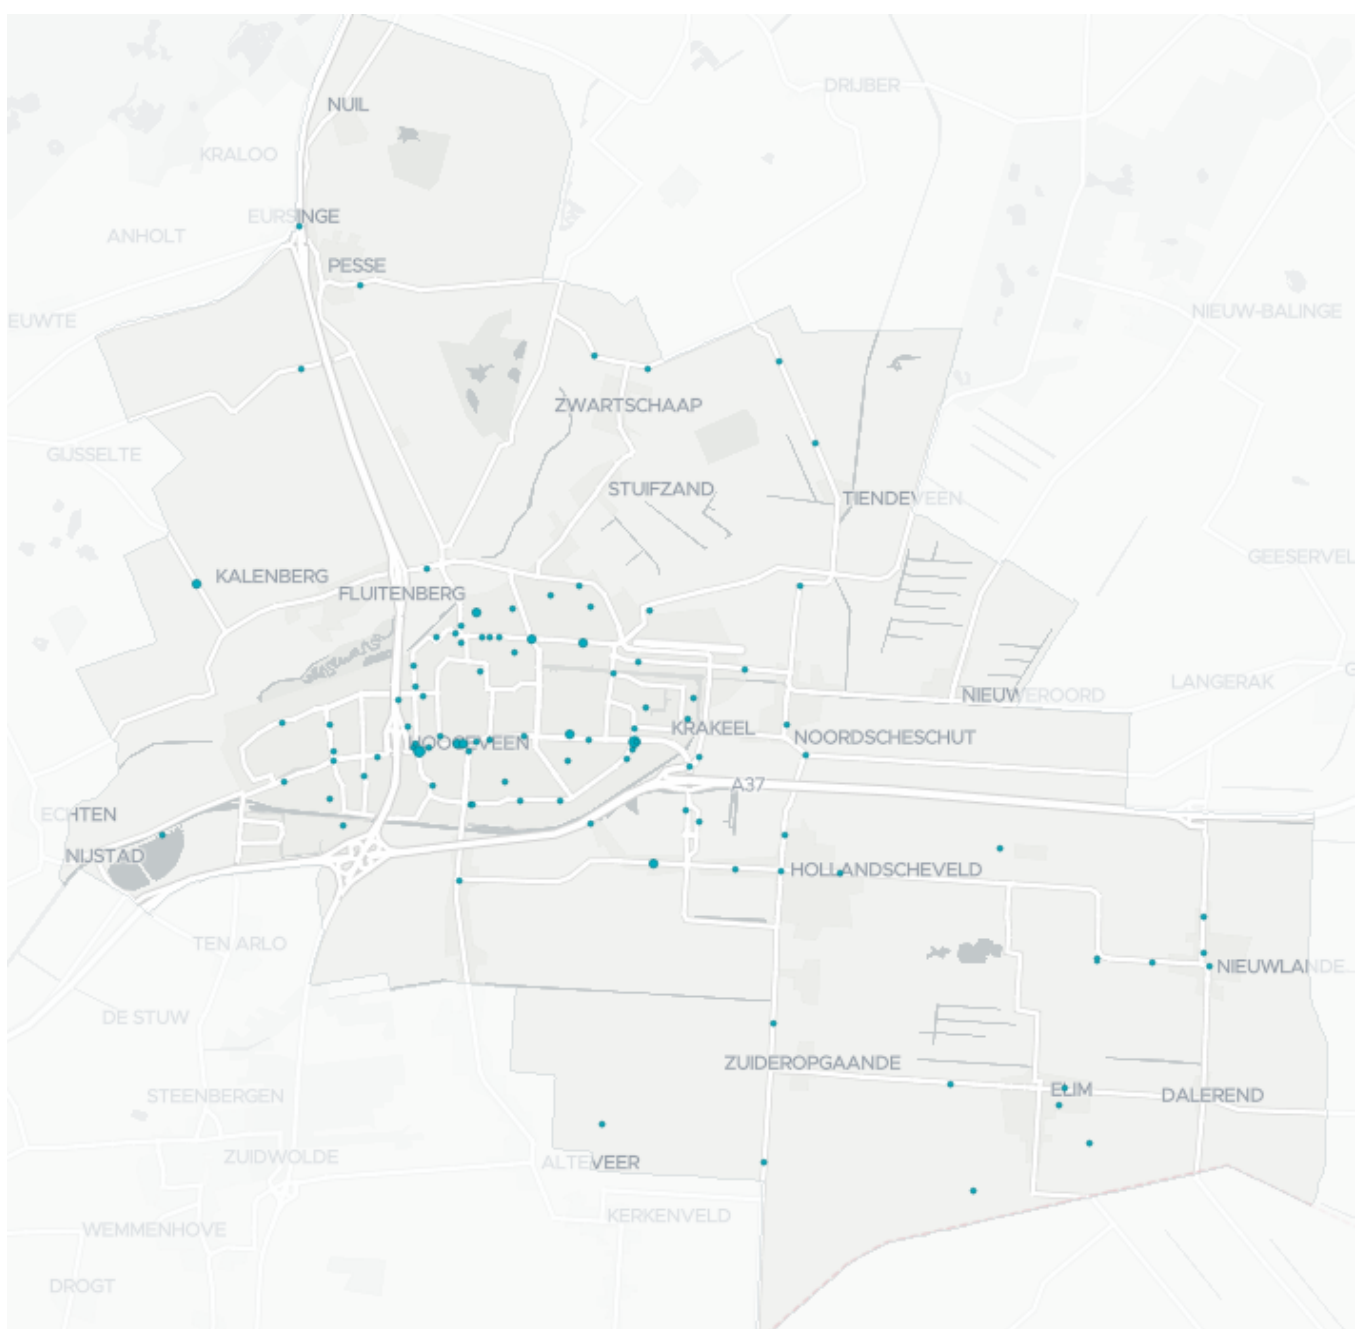 DRIJBER
NUIL
KRALOO
EURSINGE
ANHOLT
PESSE
NIEUW-BALINGE
EUWTE
ZWARTSCHAAP
GIJSSELTE
STUIFZAND
TIENDEVEEN
GEESERVEL
KALENBERG
FLUITENBERG
LANGERAK
G
NIEUWEROORD
KRAKEEL
NOORDSCHESCHUT
HOOGEVEEN
A37
ECHTEN
NIJSTAD
HOLLANDSCHEVELD
TEN ARLO
NIEUWLANDE..
DE STUW
ZUIDEROPGAANDE
ELIM
DALEREND
STEENBERGEN
ZUIDWOLDE
ALTEVEER
KERKENVELD
WEMMENHOVE
DROGT